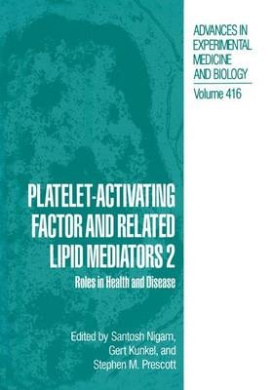 ADVANCES IN
EXPERIMENTAL
MEDICINE
AND BIOLOGY
Volume 416
PLATELET-ACTIVATING
FACTOR AND RELATED
LIPID MEDIATORS 2
Roles in Health and Disease
Edited by Santosh Nigam,
Gert Kunkel, and
Stephen M. Prescott